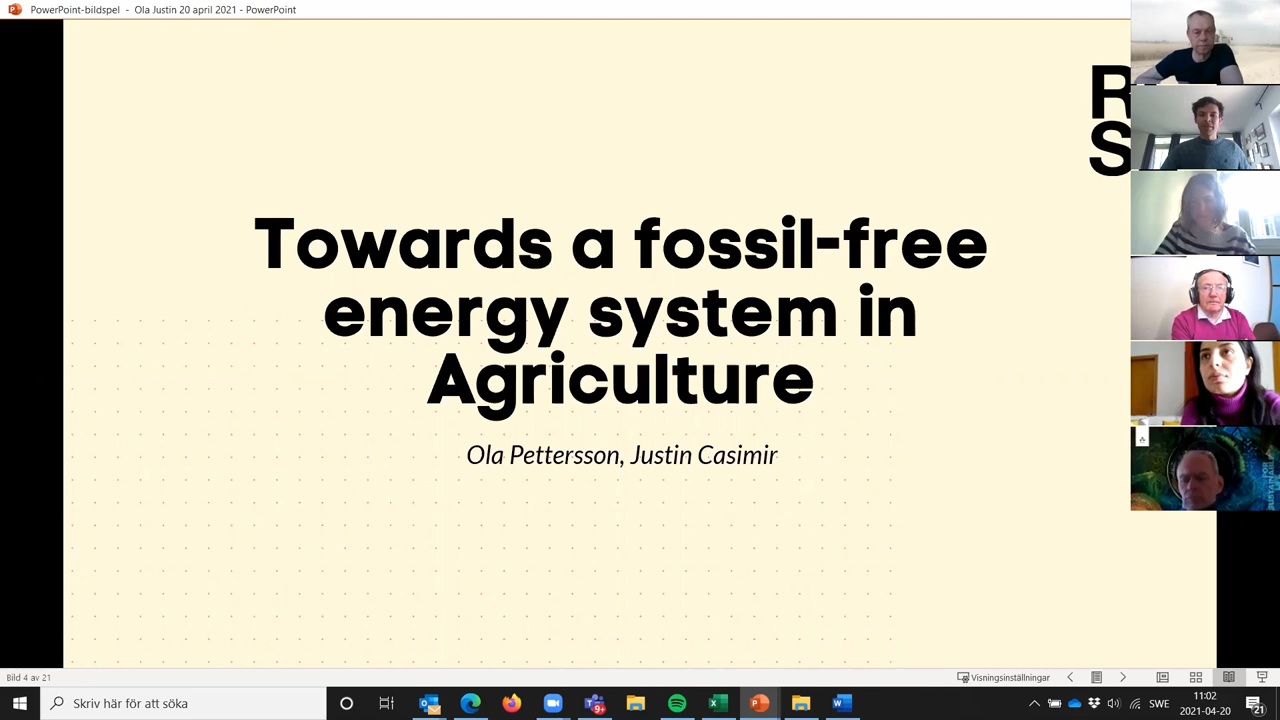 PowerPoint-bildspel - Ola Justin 20 april 2021 - PowerPoint
R
S
Towards a fossil-free
energy system in
Agriculture
Ola Pettersson, Justin Casimir
Bild 4 av 21
Visningsinställningar
Skriv här för att söka
9+
SWE
11:02
2021-04-20
21